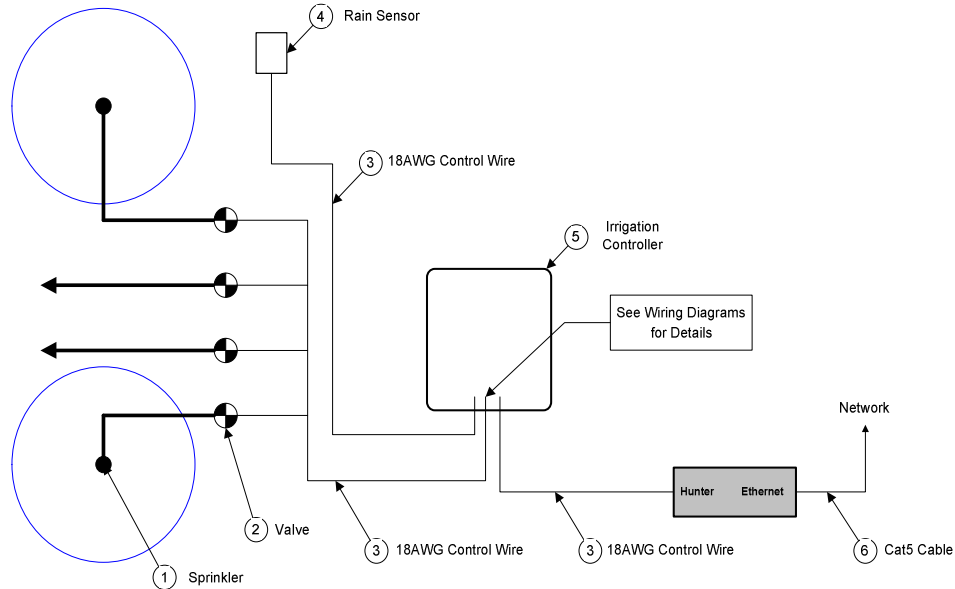 4 Rain Sensor
3 18AWG Control Wire
5 Irrigation
Controller
See Wiring Diagrams
for Details
Network
Hunter Ethernet
2 Valve
3 18AWG Control Wire
3 18AWG Control Wire
6 Cat5 Cable
1 Sprinkler